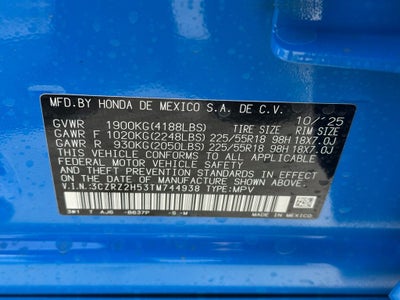 MFD.BY HONDA DE MEXICO S.A. DE C.V. 10/'25
GVWR 1900KG(4188LBS) TIRE SIZE RIM SIZE
GAWR F 1020KG(2248LBS) 225/55R18 98H 18X7.0J
GAWR R 930KG(2050LBS) 225/55R18 98H 18X7.0J
THIS VEHICLE CONFORMS TO ALL APPLICABLE
FEDERAL MOTOR VEHICLE SAFETY STANDARDS
IN EFFECT ON THE DATE OF MANUFACTURE SHOWN ABOVE.
V.I.N.:3CZRZ2H53TM744938 TYPE:MPV
3W1 T AJ6 -B637P -S -M MADE IN MEXICO